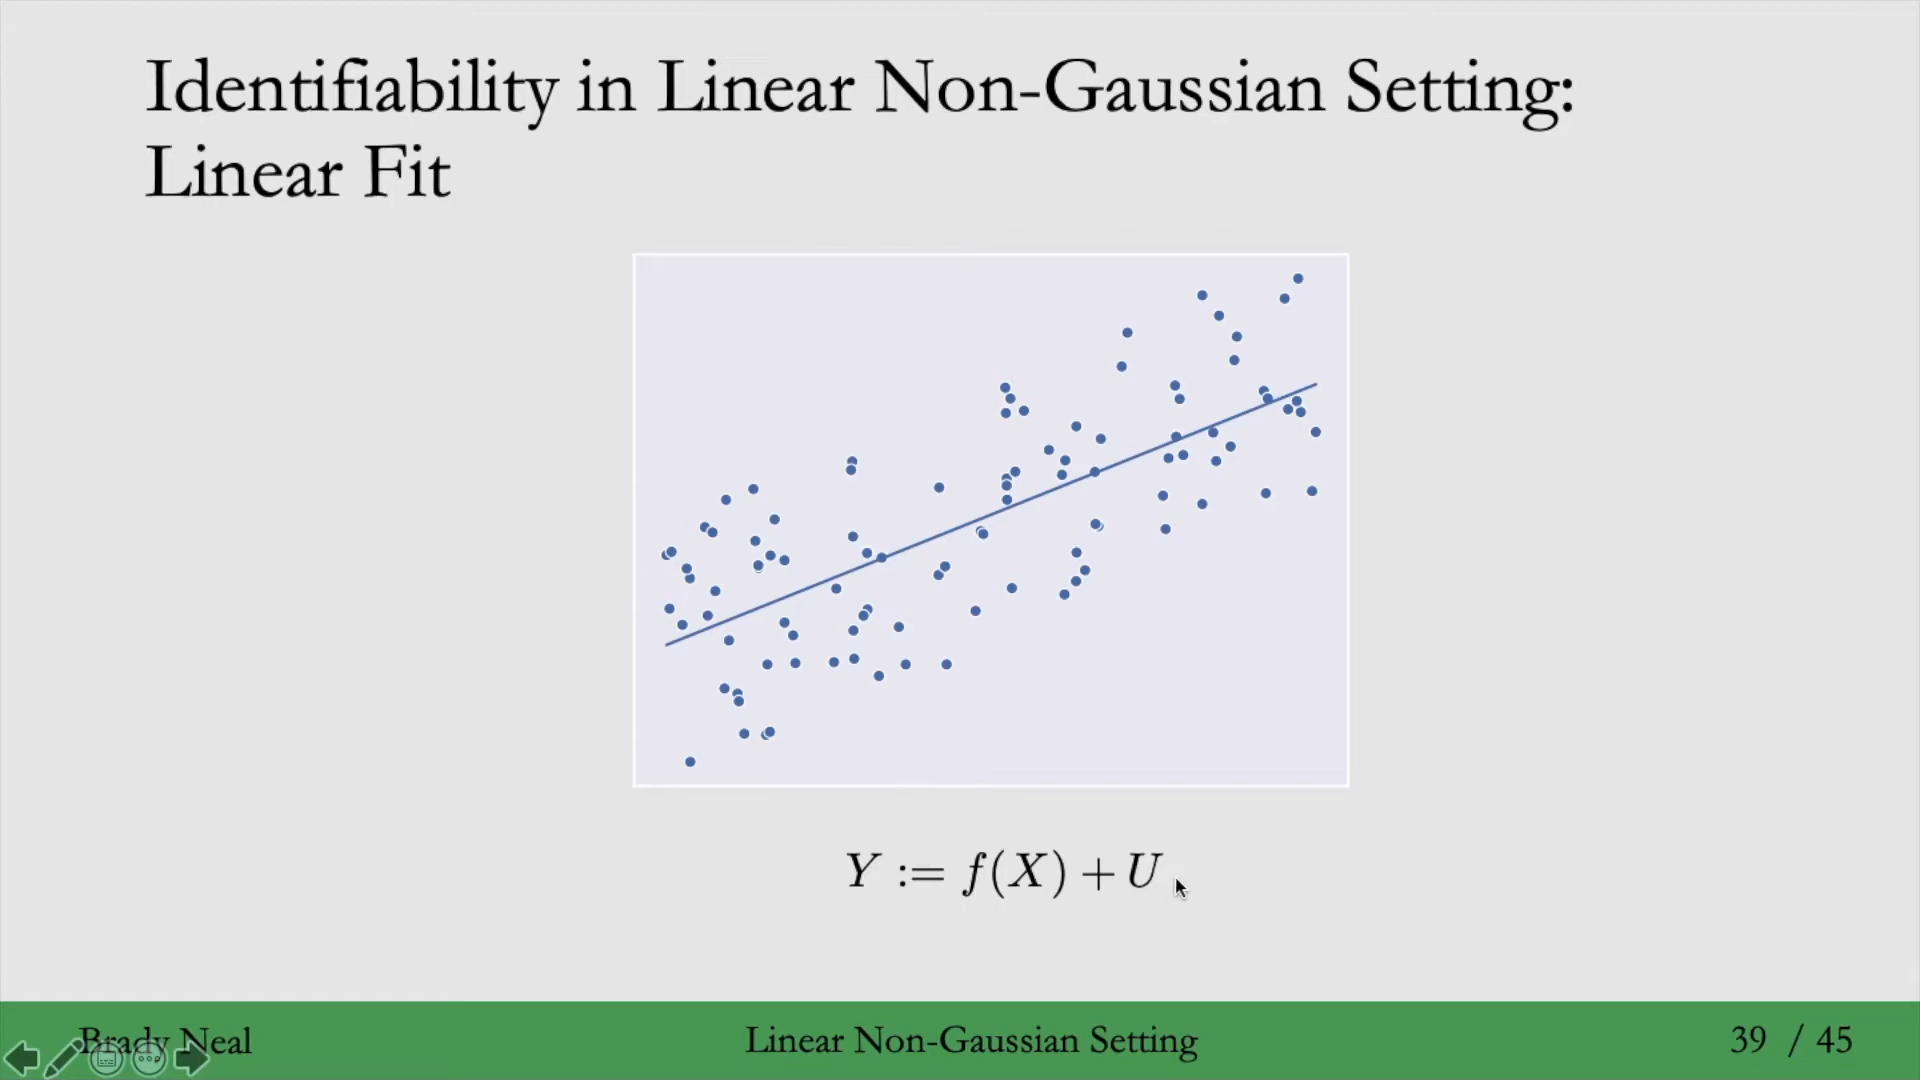 Identifiability in Linear Non-Gaussian Setting:
Linear Fit
Y := f(X) + U
Brady Neal
Linear Non-Gaussian Setting
39 / 45